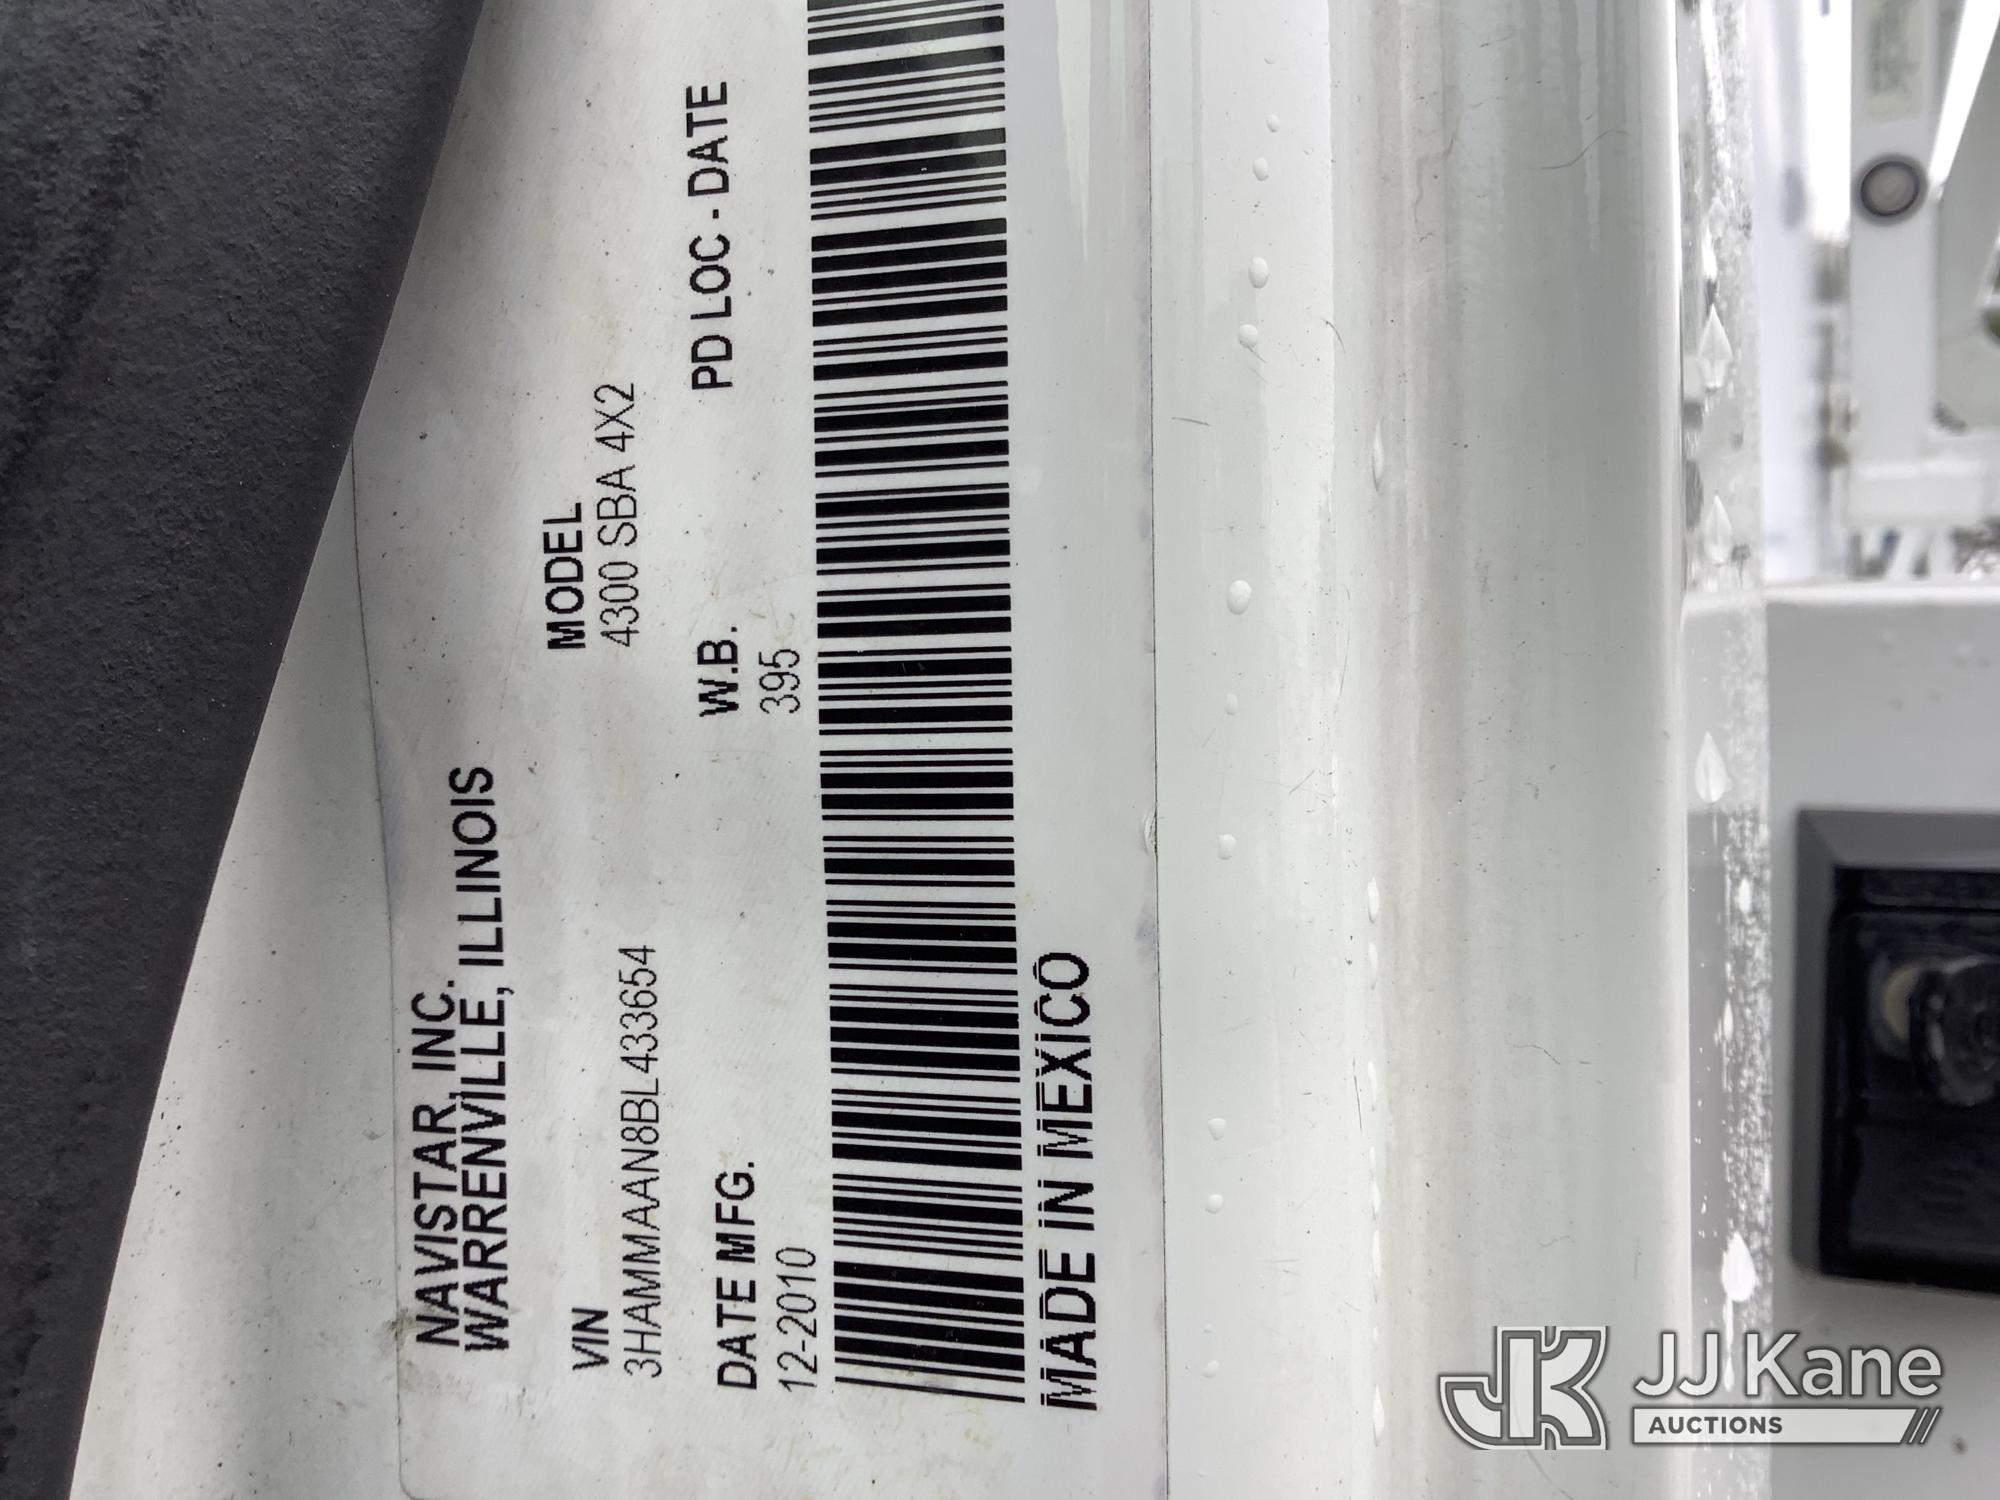 NAVISTAR, INC.
WARRENVILLE, ILLINOIS
VIN MODEL
3HAMMAAN8BL433654 4300 SBA 4X2
DATE MFG. W.B. PD LOC - DATE
12-2010 395
MADE IN MEXICO
JK JJ Kane
AUCTIONS